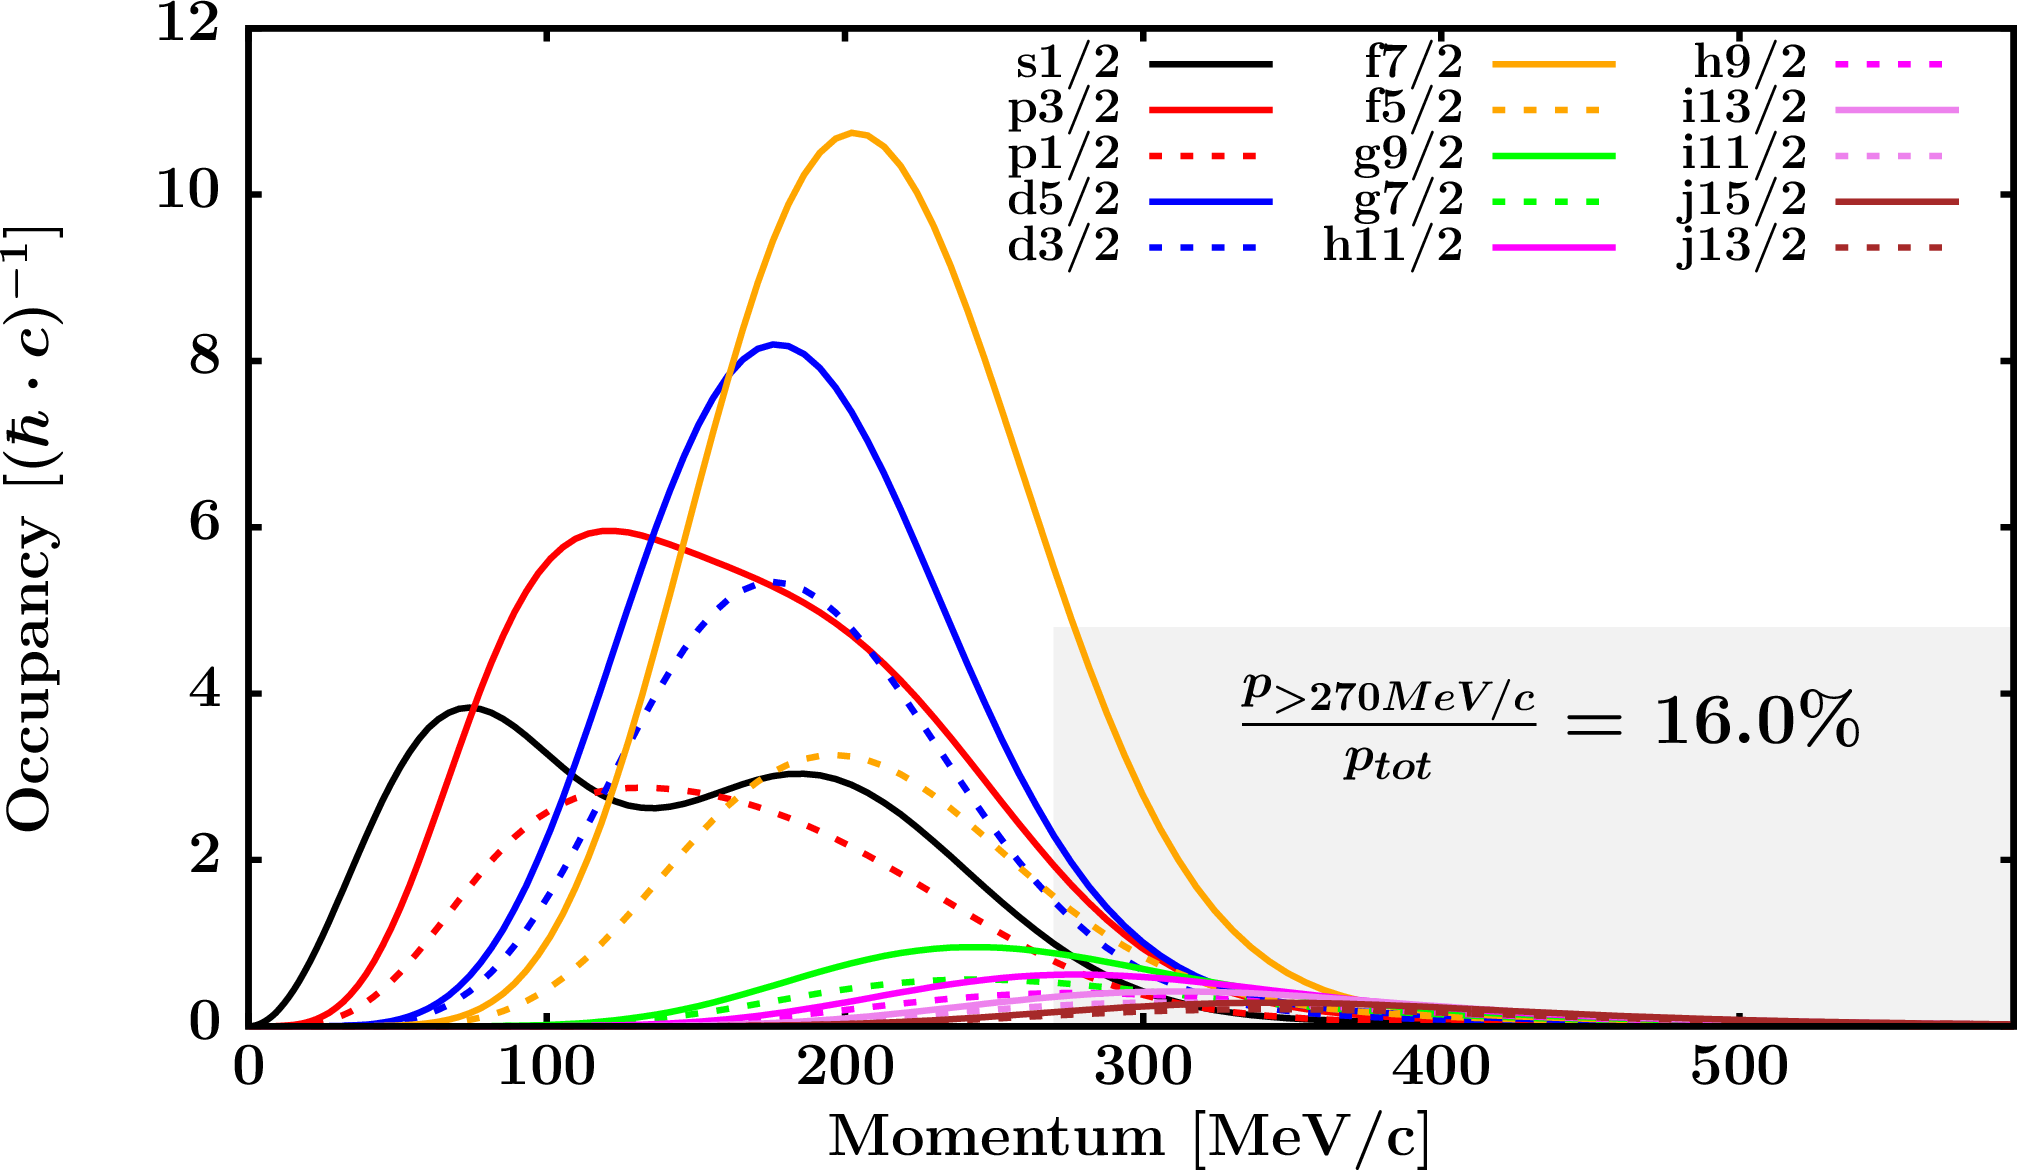 12
10
8
6
4
2
0
0 100 200 300 400 500
Occupancy [(ℏ · c)⁻¹]
Momentum [MeV/c]
s1/2 f7/2 h9/2
p3/2 f5/2 i13/2
p1/2 g9/2 i11/2
d5/2 g7/2 j15/2
d3/2 h11/2 j13/2
p>270MeV/c
ptot
= 16.0%